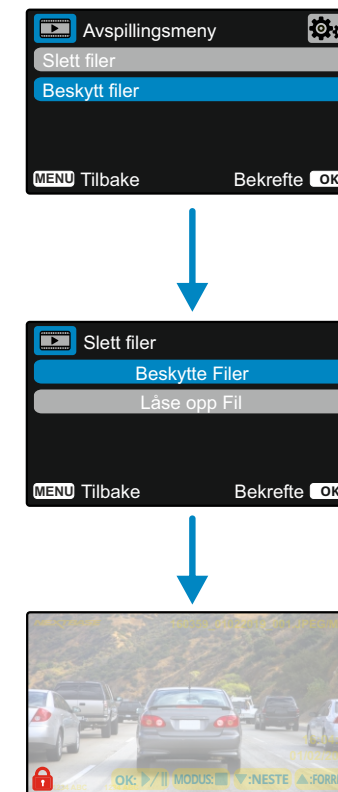 Avspillingsmeny
Slett filer
Beskytt filer
MENU Tilbake Bekrefte OK
Slett filer
Beskytte Filer
Låse opp Fil
MENU Tilbake Bekrefte OK
OK: MODUS: :NESTE